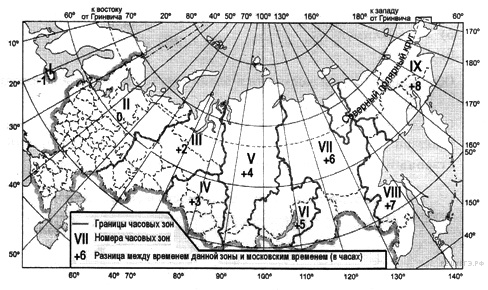 к востоку
от Гринвича
к западу
от Гринвича
60° 70° 60° 50° 40° 40° 50° 70° 100° 130° 60°
10°
20°
30°
40°
50°
170°
180°
170°
160°
150°
Северный полярный круг
I
II
0
III
+2
IV
+3
V
+4
VI
+5
VII
+6
VIII
+7
IX
+8
Границы часовых зон
VII Номера часовых зон
+6 Разница между временем данной зоны и московским временем (в часах)
60° 70° 80° 90° 100° 110° 120° 130° 140°
150°